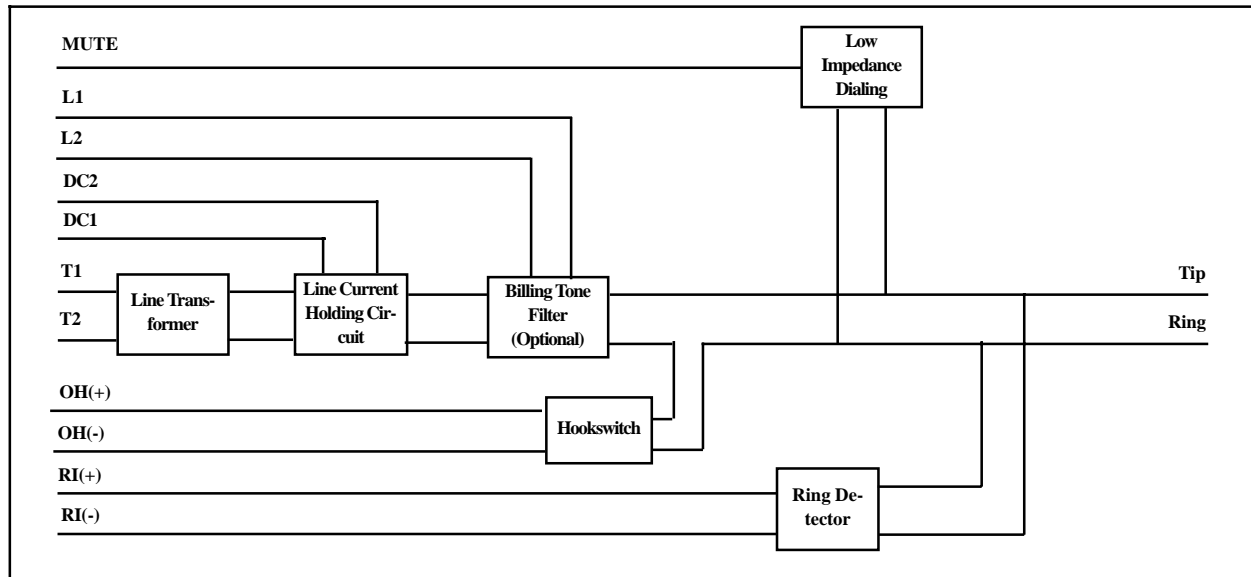 MUTE
Low
Impedance
Dialing
L1
L2
DC2
DC1
T1
T2
Line Trans-
former
Line Current
Holding Cir-
cuit
Billing Tone
Filter
(Optional)
Tip
Ring
OH(+)
OH(-)
Hookswitch
RI(+)
RI(-)
Ring De-
tector